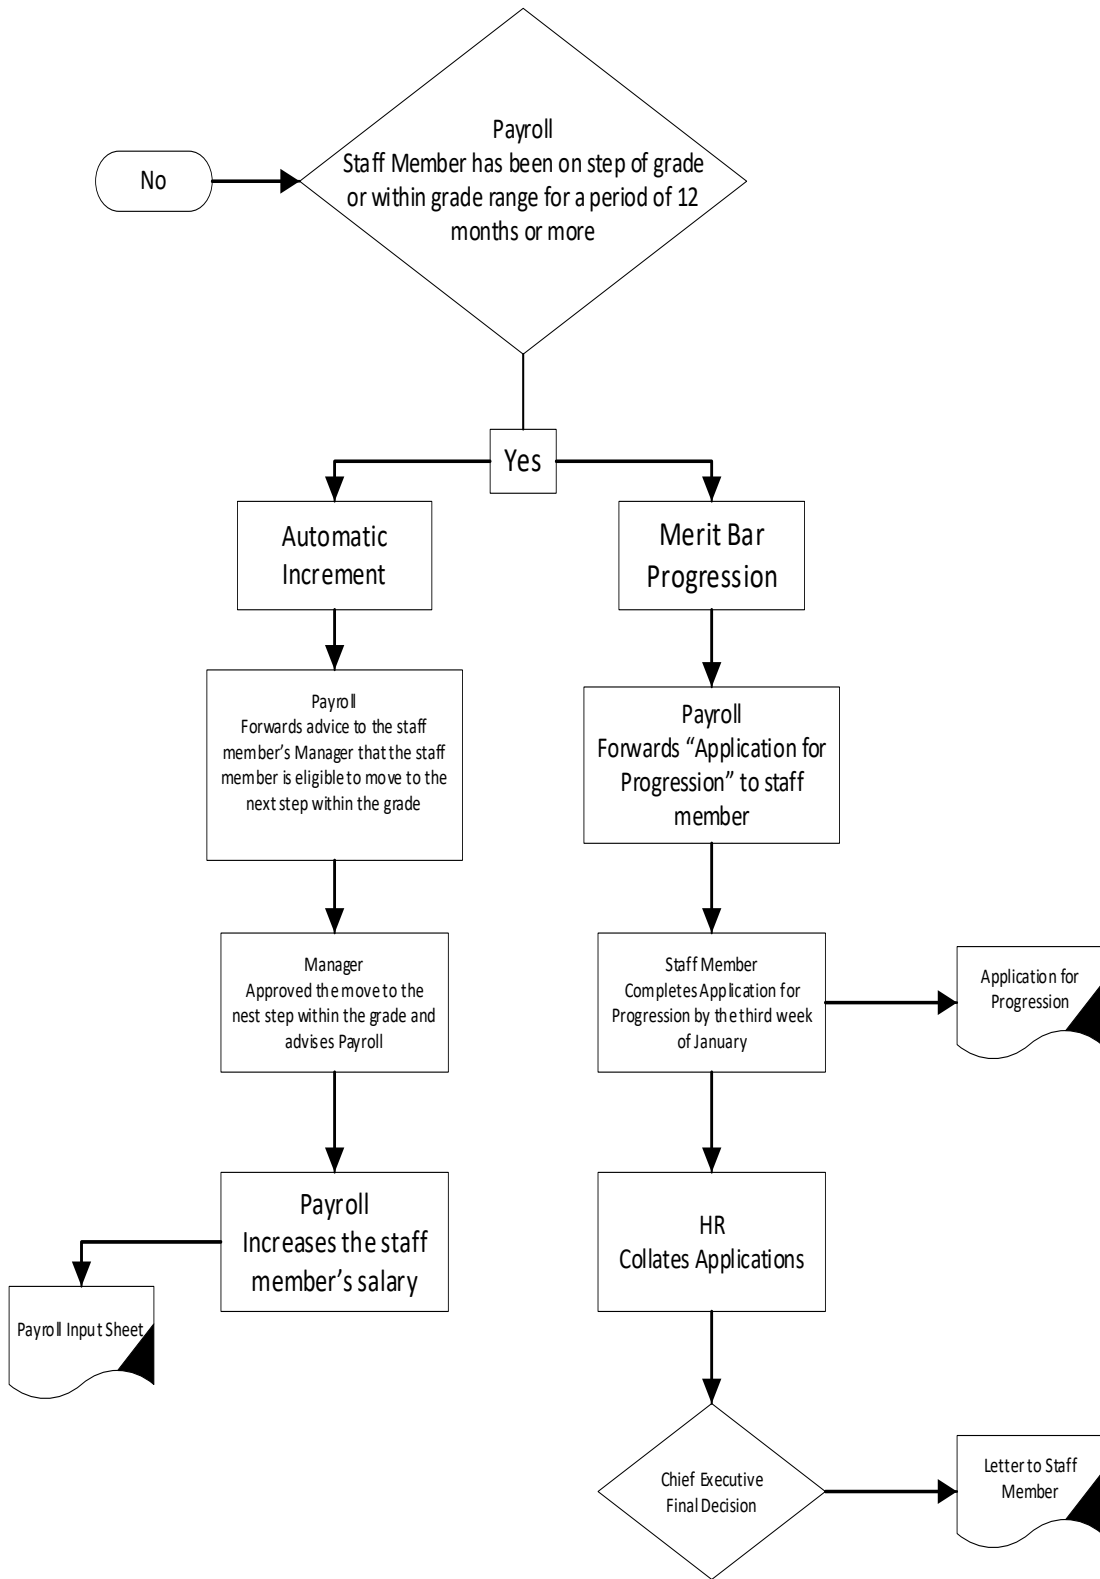 Payroll
Staff Member has been on step of grade
or within grade range for a period of 12
months or more
No
Yes
Automatic
Increment
Merit Bar
Progression
Payroll
Forwards advice to the staff
member’s Manager that the staff
member is eligible to move to the
next step within the grade
Payroll
Forwards “Application for
Progression” to staff
member
Manager
Approved the move to the
nest step within the grade and
advises Payroll
Staff Member
Completes Application for
Progression by the third week
of January
Application for
Progression
Payroll
Increases the staff
member’s salary
HR
Collates Applications
Payroll Input Sheet
Chief Executive
Final Decision
Letter to Staff
Member